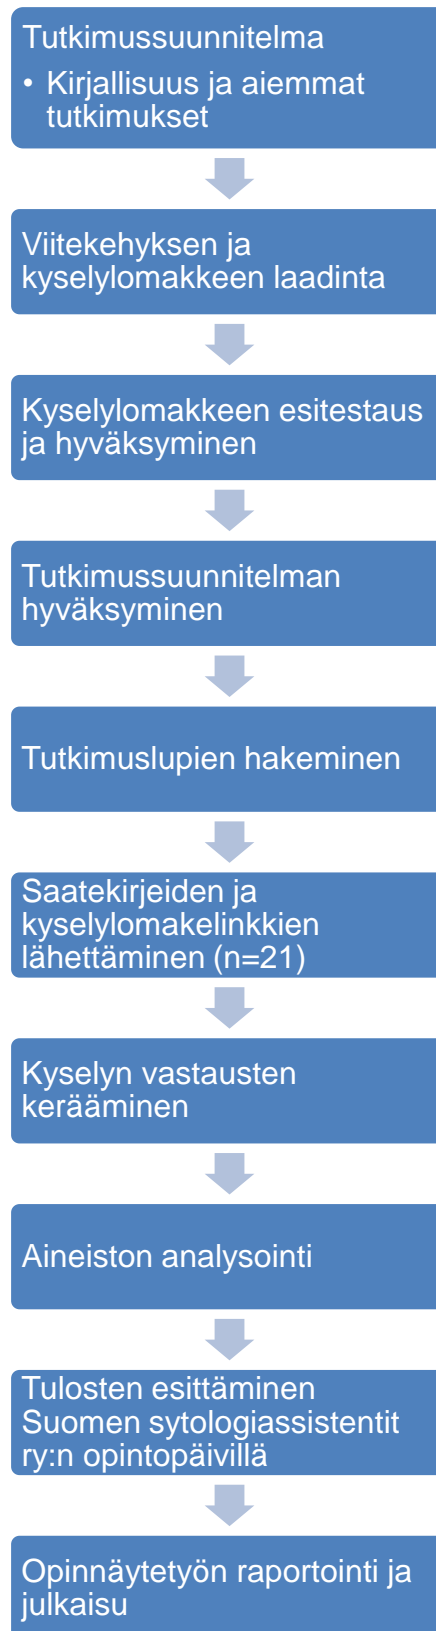 Tutkimussuunnitelma
• Kirjallisuus ja aiemmat
tutkimukset
Viitekehyksen ja
kyselylomakkeen laadinta
Kyselylomakkeen esitestaus
ja hyväksyminen
Tutkimussuunnitelman
hyväksyminen
Tutkimuslupien hakeminen
Saatekirjeiden ja
kyselylomakelinkkien
lähettäminen (n=21)
Kyselyn vastausten
kerääminen
Aineiston analysointi
Tulosten esittäminen
Suomen sytologiassistentit
ry:n opintopäivillä
Opinnäytetyön raportointi ja
julkaisu